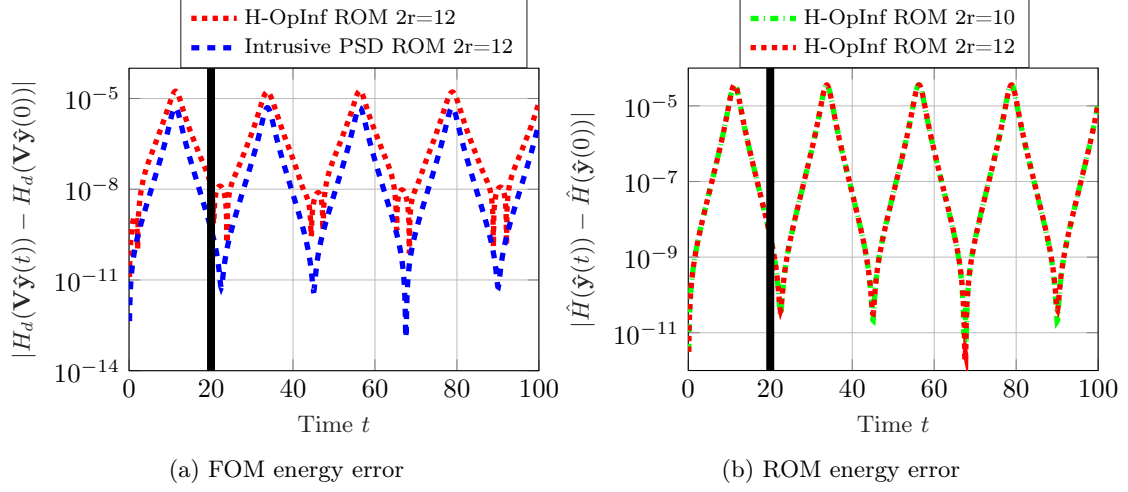 H-OpInf ROM 2r=12
Intrusive PSD ROM 2r=12
|H_d(Vŷ(t)) − H_d(Vŷ(0))|
10⁻⁵
10⁻⁸
10⁻¹¹
10⁻¹⁴
0 20 40 60 80 100
Time t
(a) FOM energy error
H-OpInf ROM 2r=10
H-OpInf ROM 2r=12
|Ĥ(ŷ(t)) − Ĥ(ŷ(0))|
10⁻⁵
10⁻⁷
10⁻⁹
10⁻¹¹
0 20 40 60 80 100
Time t
(b) ROM energy error